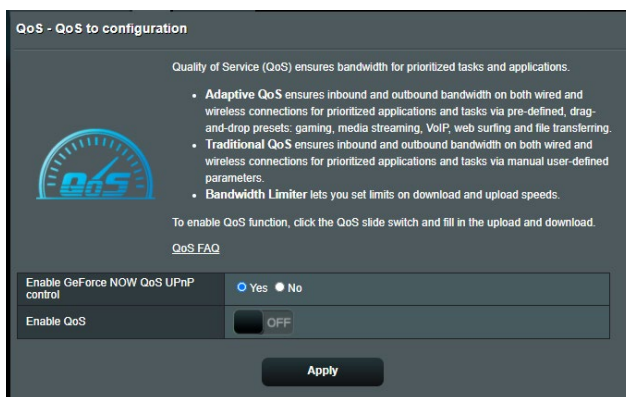 QoS - QoS to configuration
Quality of Service (QoS) ensures bandwidth for prioritized tasks and applications.
• Adaptive QoS ensures inbound and outbound bandwidth on both wired and
wireless connections for prioritized applications and tasks via pre-defined, drag-
and-drop presets: gaming, media streaming, VoIP, web surfing and file transferring.
• Traditional QoS ensures inbound and outbound bandwidth on both wired and
wireless connections for prioritized applications and tasks via manual user-defined
parameters.
• Bandwidth Limiter lets you set limits on download and upload speeds.
QoS
To enable QoS function, click the QoS slide switch and fill in the upload and download.
QoS FAQ
Enable GeForce NOW QoS UPnP
control
Yes No
Enable QoS
OFF
Apply